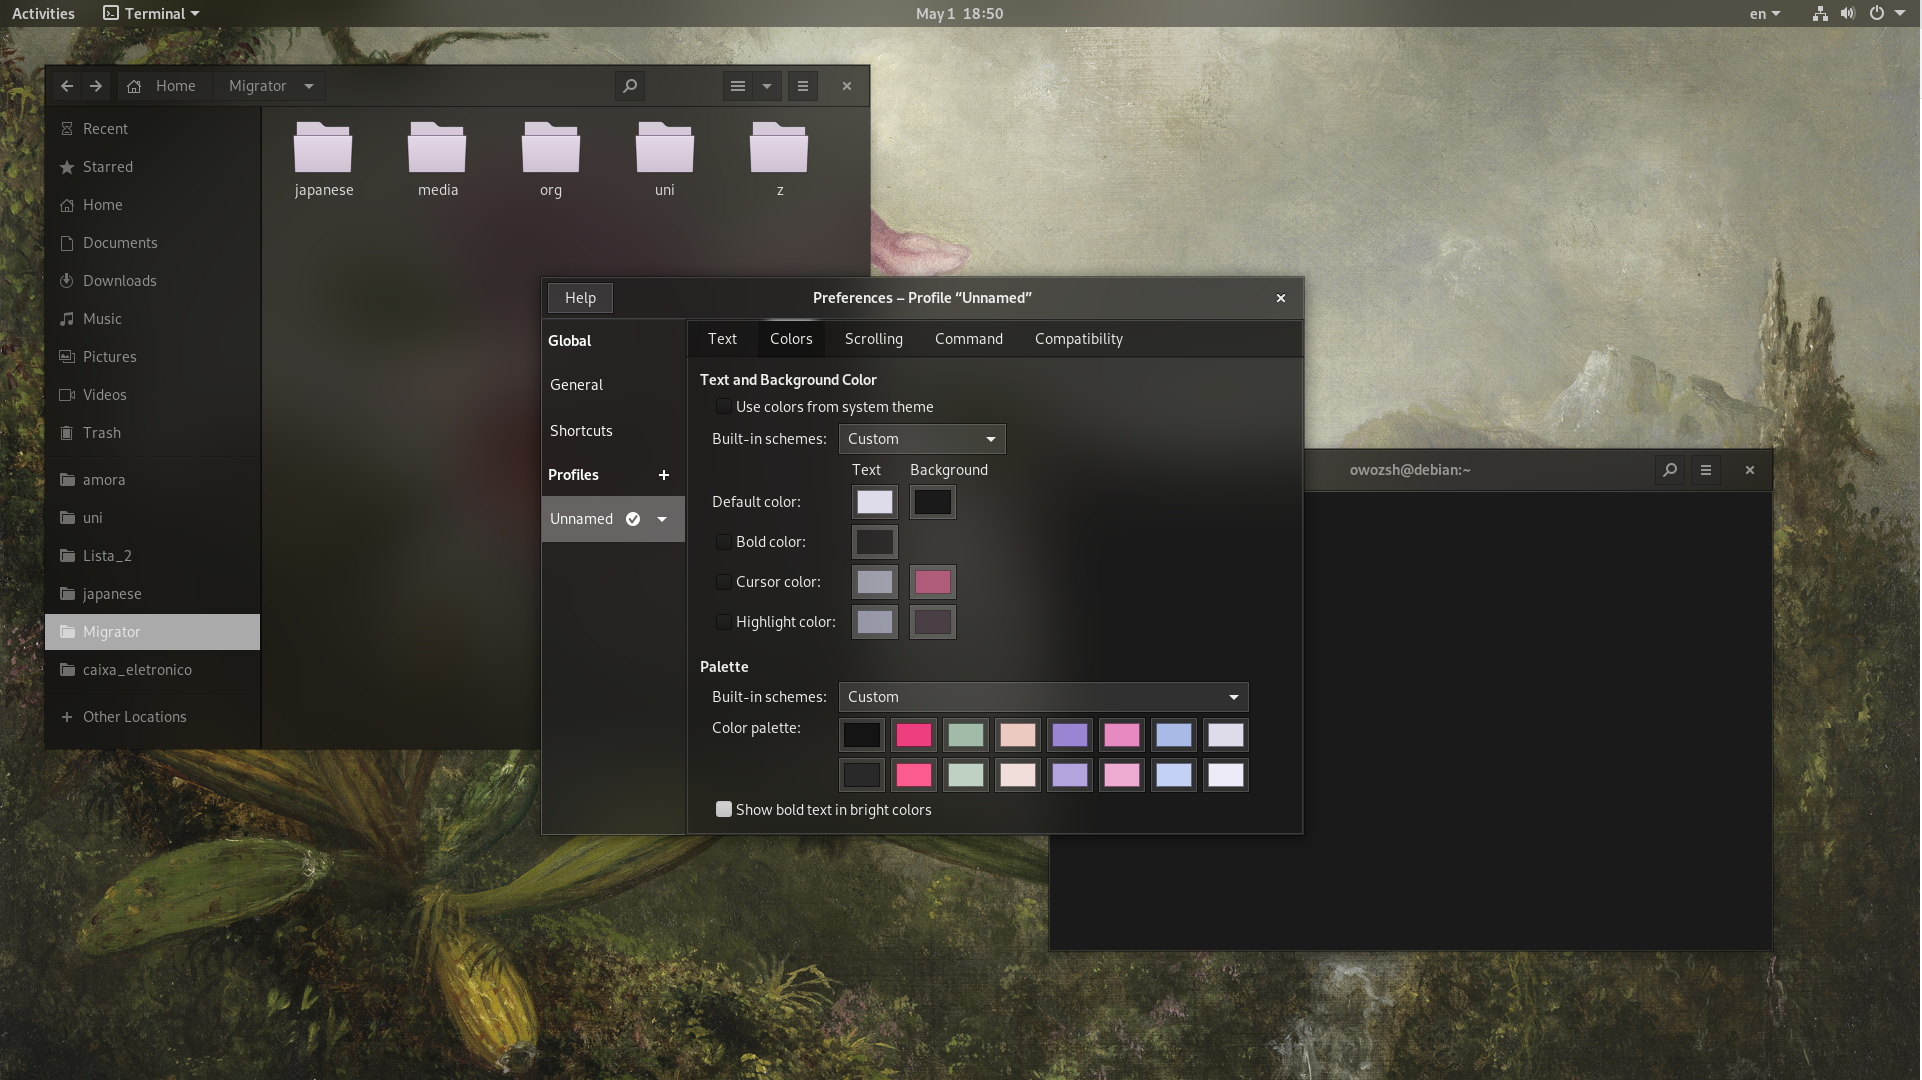 Activities
Terminal
May 1 18:50
en
Home
Migrator
Recent
Starred
Home
Documents
Downloads
Music
Pictures
Videos
Trash
amora
uni
Lista_2
japanese
Migrator
caixa_eletronico
Other Locations
japanese
media
org
uni
z
Help
Preferences – Profile “Unnamed”
Global
General
Shortcuts
Profiles
Unnamed
Text
Colors
Scrolling
Command
Compatibility
Text and Background Color
Use colors from system theme
Built-in schemes:
Custom
Text
Background
Default color:
Bold color:
Cursor color:
Highlight color:
Palette
Built-in schemes:
Custom
Color palette:
Show bold text in bright colors
owozsh@debian:~